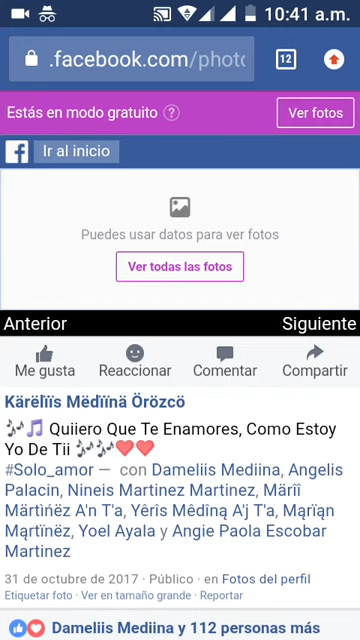 10:41 a.m.
.facebook.com/photo
12
Estás en modo gratuito ?
Ver fotos
f Ir al inicio
Puedes usar datos para ver fotos
Ver todas las fotos
Anterior
Siguiente
Me gusta
Reaccionar
Comentar
Compartir
Kärëlïïs Mëdïïnä Örözcö
🎶🎵 Quiiero Que Te Enamores, Como Estoy
Yo De Tii 🎶🎶❤❤
#Solo_amor — con Dameliis Mediina, Angelis
Palacin, Nineis Martinez Martinez, Märïï
Märtïńëz A'n T'a, Yêrîs Mêdîną A'j T'a, Mąrïąn
Mąrtïnëz, Yoel Ayala y Angie Paola Escobar
Martinez
31 de octubre de 2017 · Público · en Fotos del perfil
Etiquetar foto · Ver en tamaño grande · Reportar
Dameliis Mediina y 112 personas más